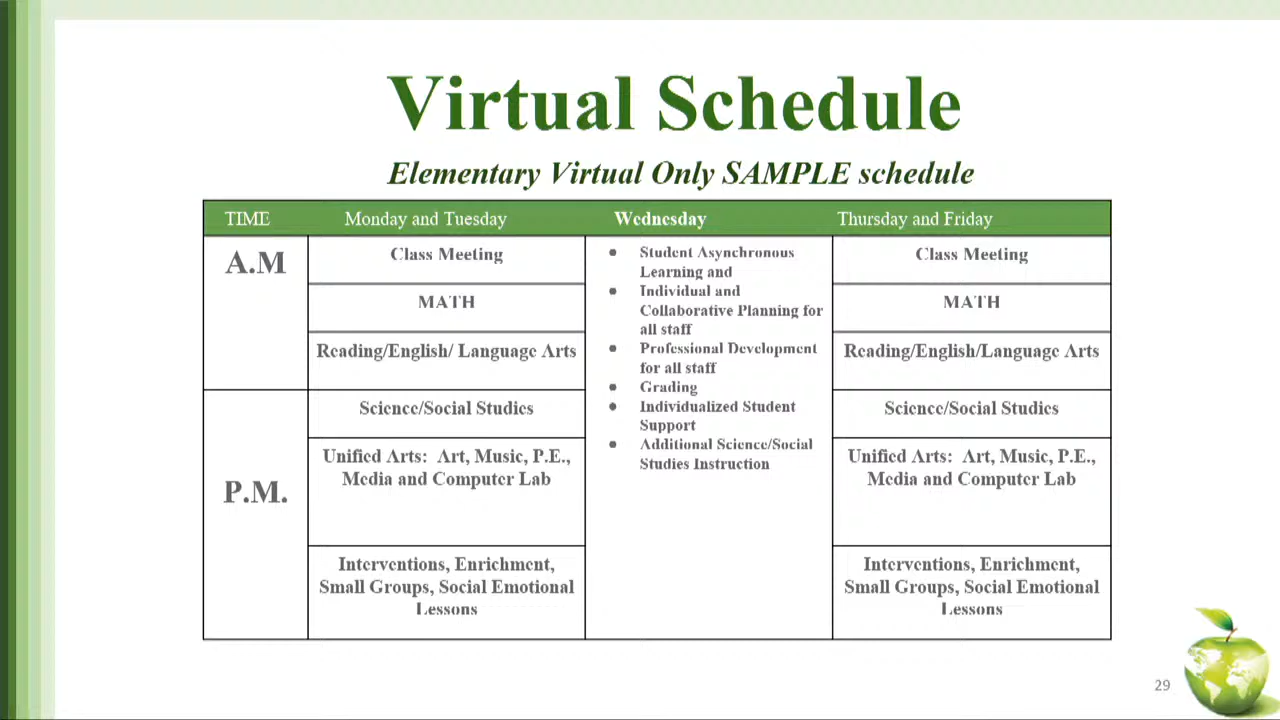 Virtual Schedule
Elementary Virtual Only SAMPLE schedule
TIME
Monday and Tuesday
Wednesday
Thursday and Friday
A.M
Class Meeting
MATH
Reading/English/ Language Arts
● Student Asynchronous
Learning and
● Individual and
Collaborative Planning for
all staff
● Professional Development
for all staff
● Grading
● Individualized Student
Support
● Additional Science/Social
Studies Instruction
Class Meeting
MATH
Reading/English/Language Arts
P.M.
Science/Social Studies
Unified Arts: Art, Music, P.E.,
Media and Computer Lab
Interventions, Enrichment,
Small Groups, Social Emotional
Lessons
Science/Social Studies
Unified Arts: Art, Music, P.E.,
Media and Computer Lab
Interventions, Enrichment,
Small Groups, Social Emotional
Lessons
29